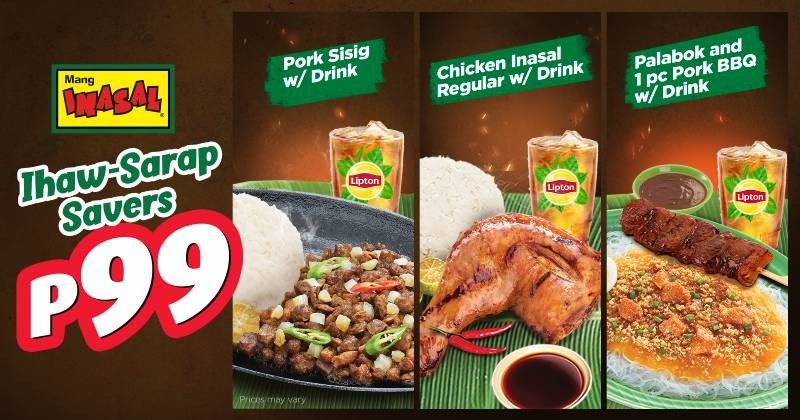 Mang
INASAL
Ihaw-Sarap
Savers
P99
Pork Sisig
w/ Drink
Lipton
Prices may vary
Chicken Inasal
Regular w/ Drink
Lipton
Palabok and
1 pc Pork BBQ
w/ Drink
Lipton